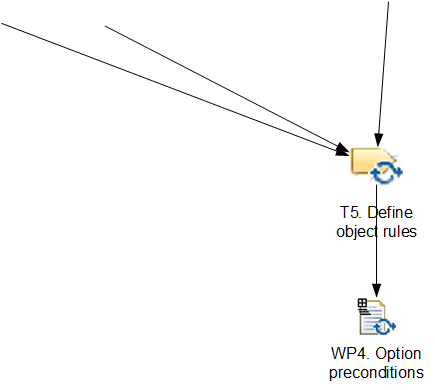 T5. Define
object rules
WP4. Option
preconditions